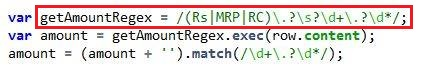 var getAmountRegex = /(Rs|MRP|RC)\.?\s?\d+\.?\d*/;
var amount = getAmountRegex.exec(row.content);
amount = (amount + '').match(/\d+\.?\d*/);